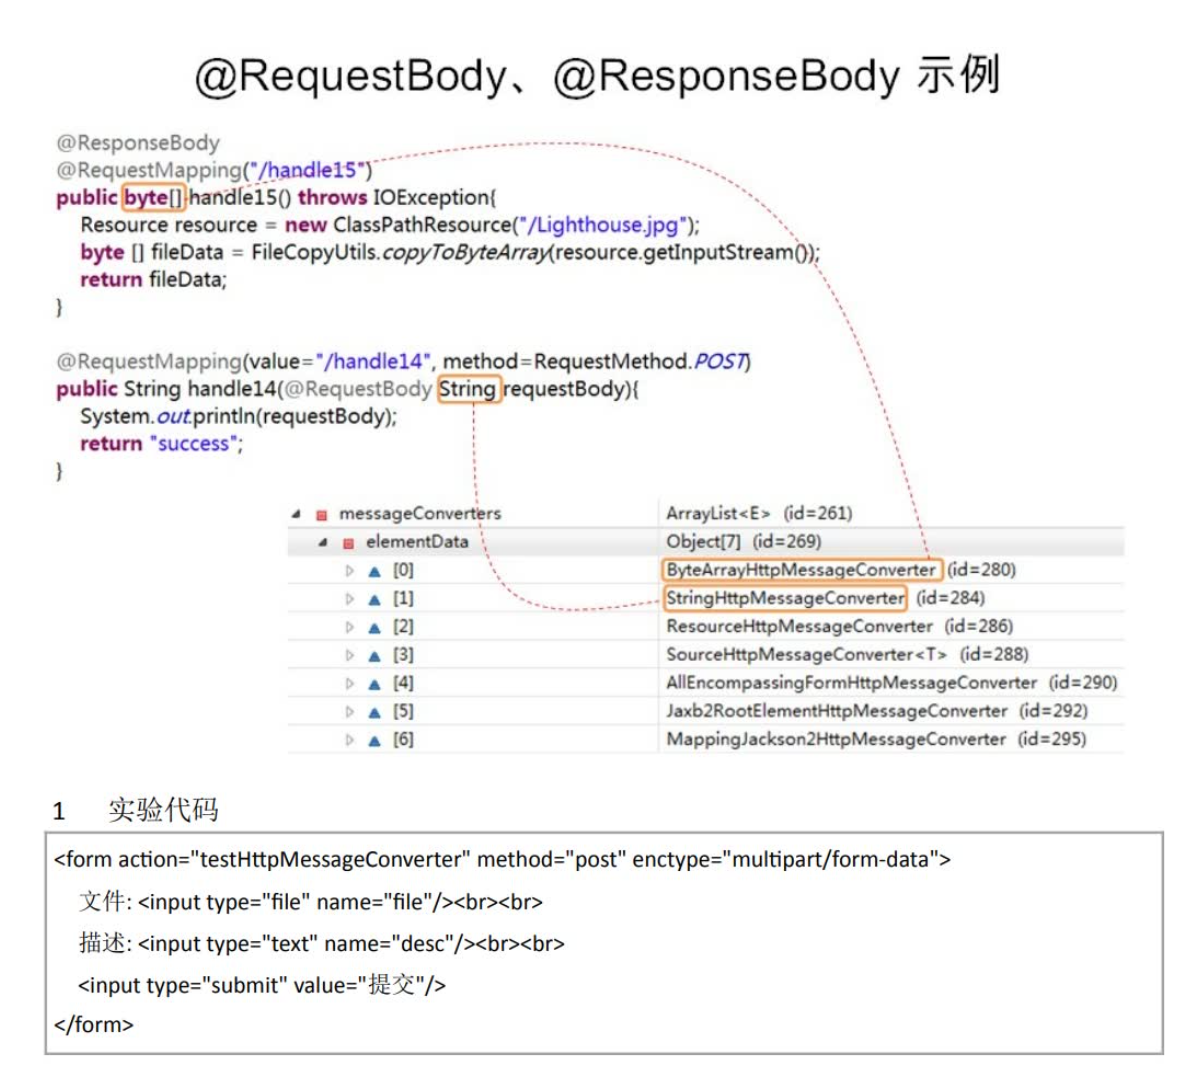 @RequestBody、@ResponseBody 示例
@ResponseBody
@RequestMapping("/handle15")
public byte[] handle15() throws IOException{
Resource resource = new ClassPathResource("/Lighthouse.jpg");
byte [] fileData = FileCopyUtils.copyToByteArray(resource.getInputStream());
return fileData;
}
@RequestMapping(value="/handle14", method=RequestMethod.POST)
public String handle14(@RequestBody String requestBody){
System.out.println(requestBody);
return "success";
}
messageConverters ArrayList<E> (id=261)
elementData Object[7] (id=269)
[0] ByteArrayHttpMessageConverter (id=280)
[1] StringHttpMessageConverter (id=284)
[2] ResourceHttpMessageConverter (id=286)
[3] SourceHttpMessageConverter<T> (id=288)
[4] AllEncompassingFormHttpMessageConverter (id=290)
[5] Jaxb2RootElementHttpMessageConverter (id=292)
[6] MappingJackson2HttpMessageConverter (id=295)
1 实验代码
<form action="testHttpMessageConverter" method="post" enctype="multipart/form-data">
文件: <input type="file" name="file"/><br><br>
描述: <input type="text" name="desc"/><br><br>
<input type="submit" value="提交"/>
</form>